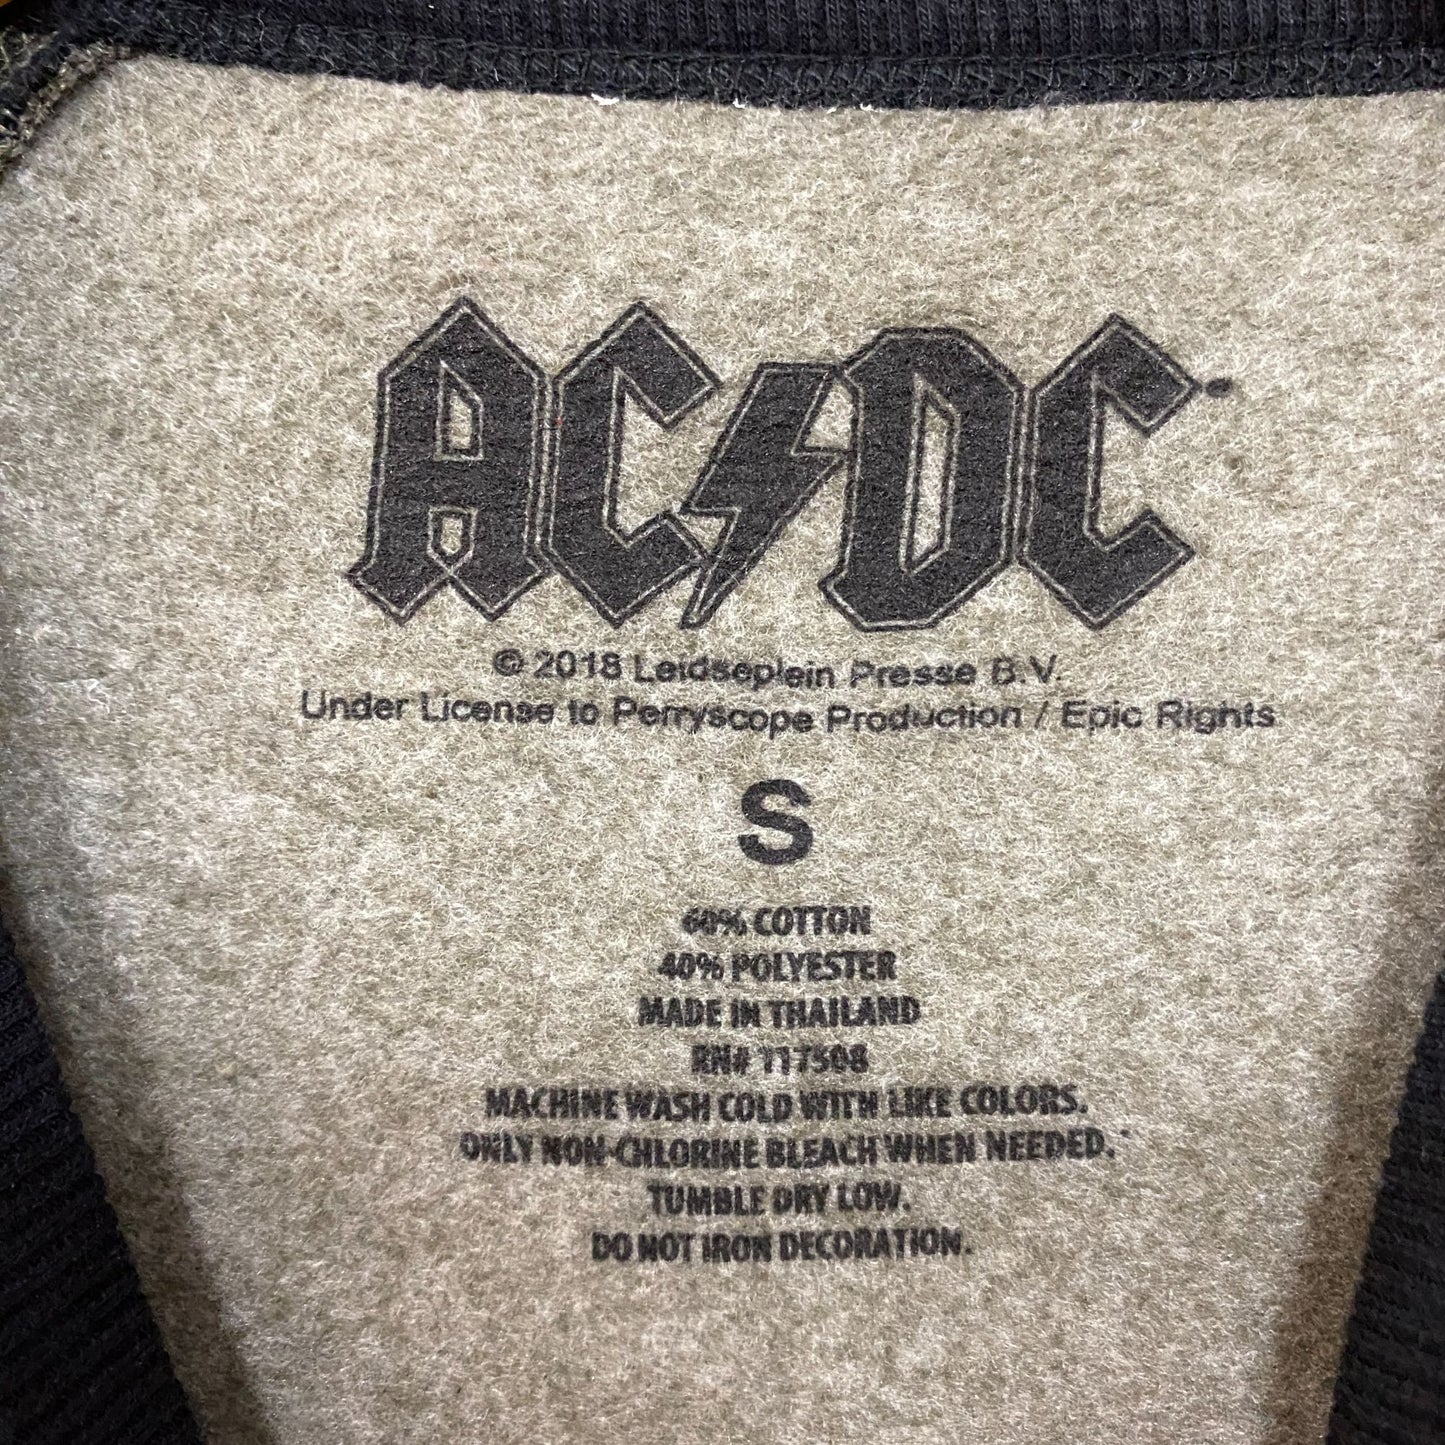 AC/DC
© 2018 Leidseplein Presse B.V.
Under License to Perryscope Production / Epic Rights
S
60% COTTON
40% POLYESTER
MADE IN THAILAND
RN# 117508
MACHINE WASH COLD WITH LIKE COLORS.
ONLY NON-CHLORINE BLEACH WHEN NEEDED.
TUMBLE DRY LOW.
DO NOT IRON DECORATION.